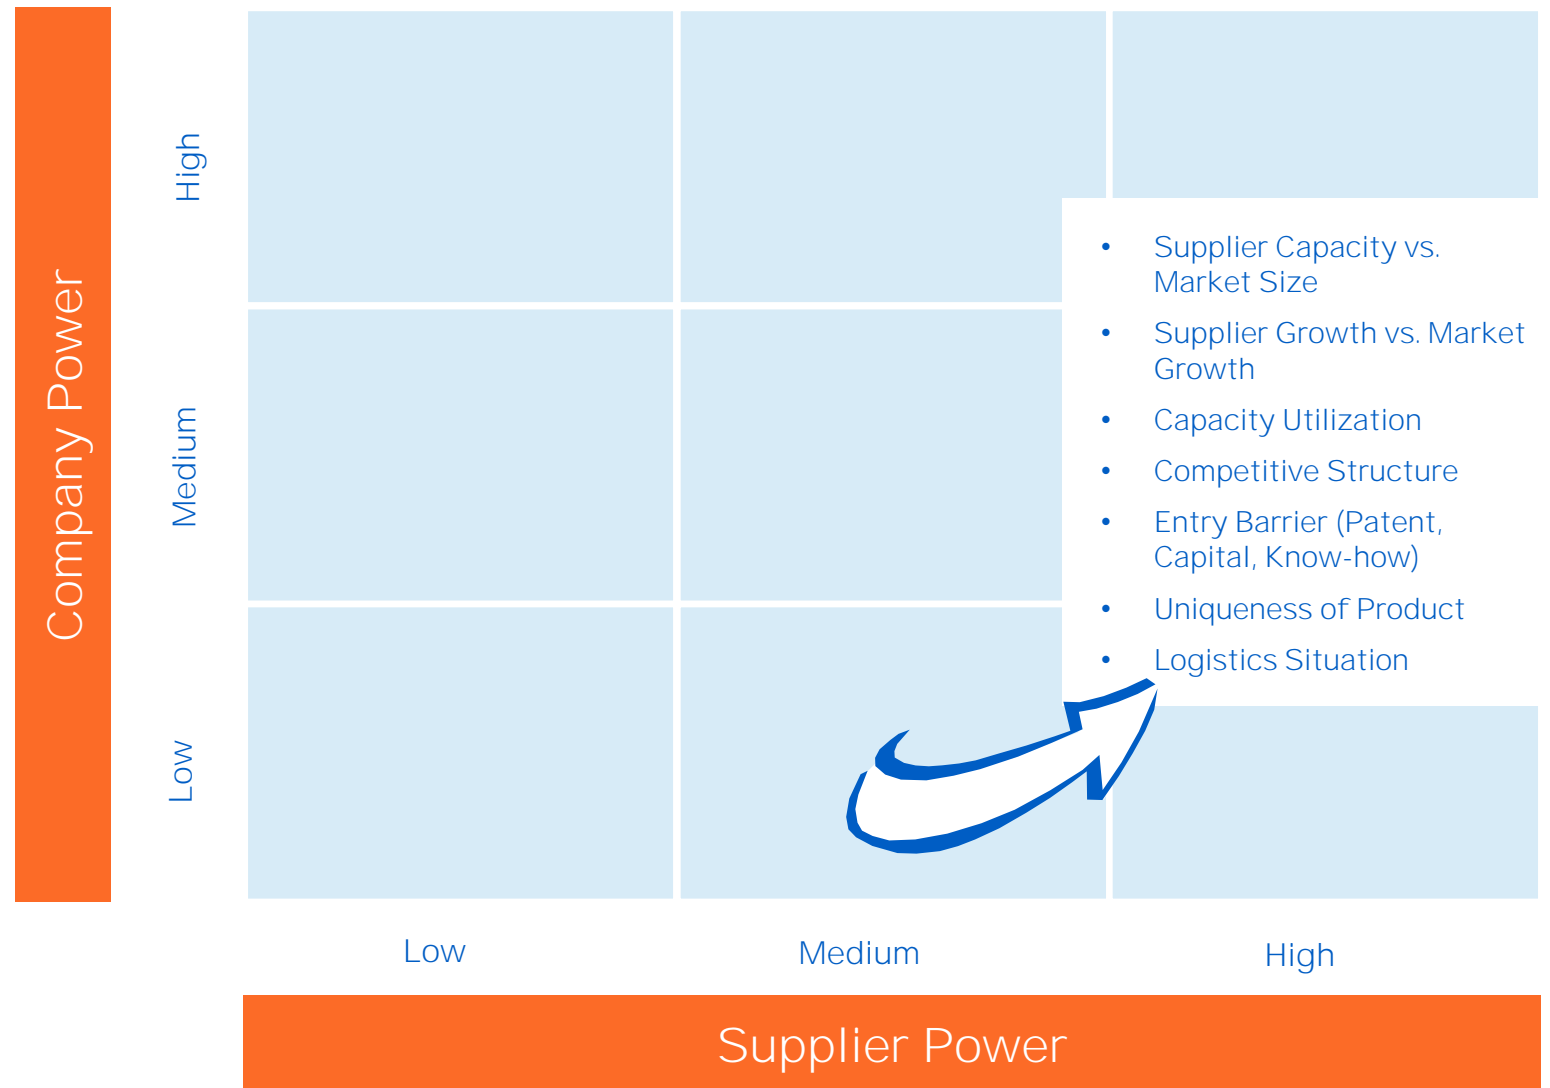 Company Power
High
Medium
Low
• Supplier Capacity vs.
Market Size
• Supplier Growth vs. Market
Growth
• Capacity Utilization
• Competitive Structure
• Entry Barrier (Patent,
Capital, Know-how)
• Uniqueness of Product
• Logistics Situation
Low
Medium
High
Supplier Power